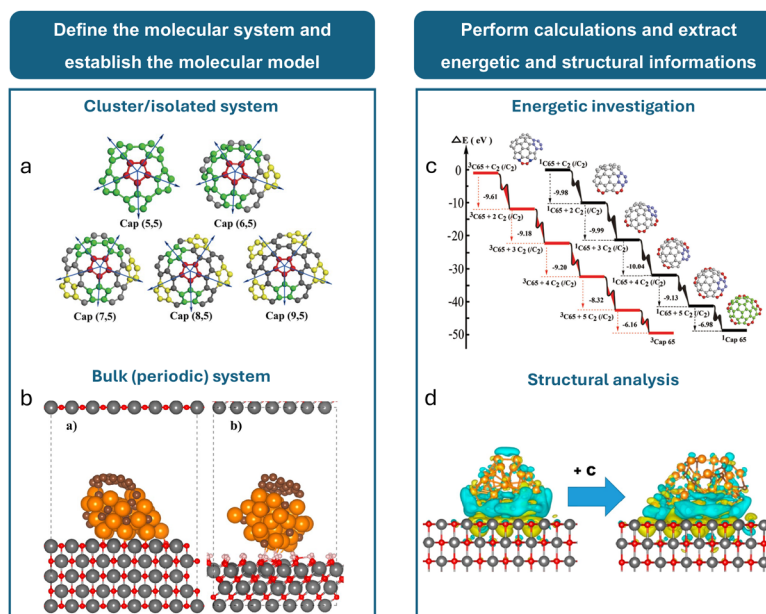 Define the molecular system and
establish the molecular model
Cluster/isolated system
a
Cap (5,5)
Cap (6,5)
Cap (7,5)
Cap (8,5)
Cap (9,5)
Bulk (periodic) system
b
a)
b)
Perform calculations and extract
energetic and structural informations
Energetic investigation
c
ΔE ( eV )
0
-10
-20
-30
-40
-50
³C65 + C₂ (/C₂)
-9.61
³C65 + 2 C₂ (/C₂)
-9.18
³C65 + 3 C₂ (/C₂)
-9.20
³C65 + 4 C₂ (/C₂)
-8.32
³C65 + 5 C₂ (/C₂)
-6.16
³Cap 65
¹C65 + C₂ (/C₂)
-9.98
¹C65 + 2 C₂ (/C₂)
-9.99
¹C65 + 3 C₂ (/C₂)
-10.04
¹C65 + 4 C₂ (/C₂)
-9.13
¹C65 + 5 C₂ (/C₂)
-6.98
¹Cap 65
Structural analysis
d
+ C